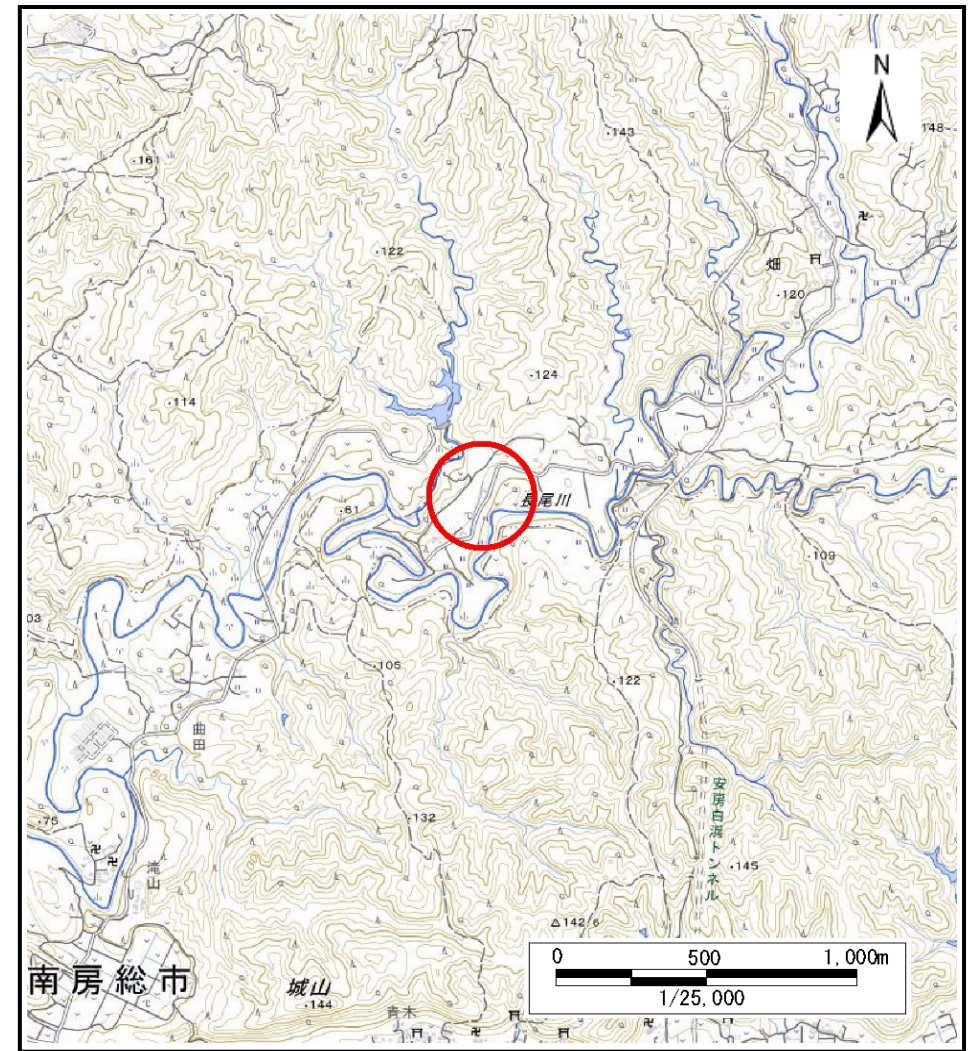 N
・143
148
・161
・122
畑
・120
・124
・114
長尾川
・61
・109
03
・105
・122
曲田
安房白浜トンネル
・132
・75
滝山
・145
△142.6
南房総市
城山
・144
青木
0 500 1,000m
1/25,000